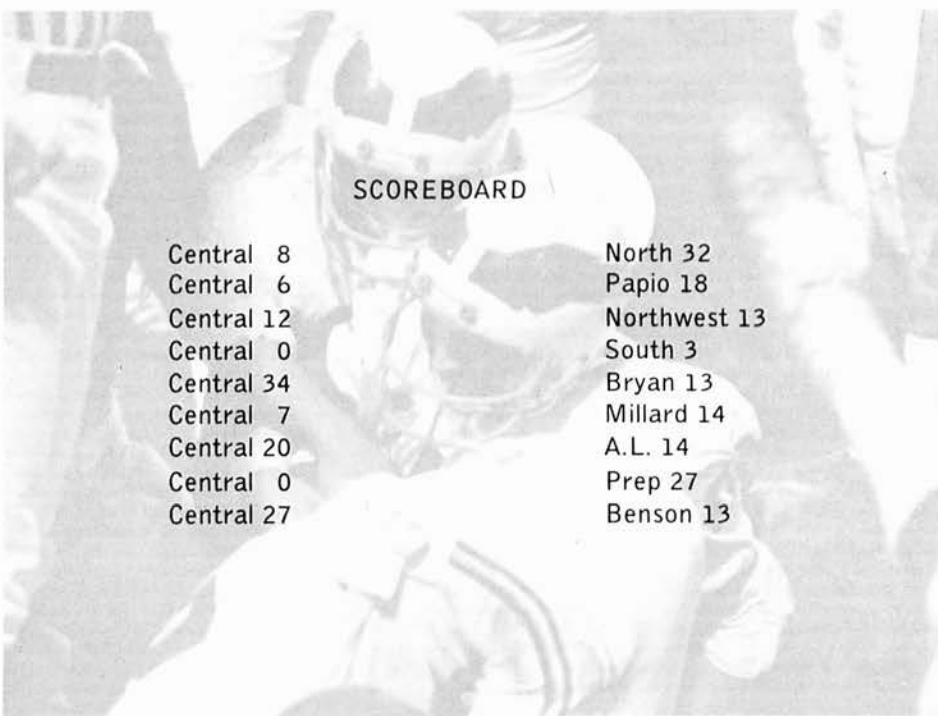 SCOREBOARD
Central 8 North 32
Central 6 Papio 18
Central 12 Northwest 13
Central 0 South 3
Central 34 Bryan 13
Central 7 Millard 14
Central 20 A.L. 14
Central 0 Prep 27
Central 27 Benson 13